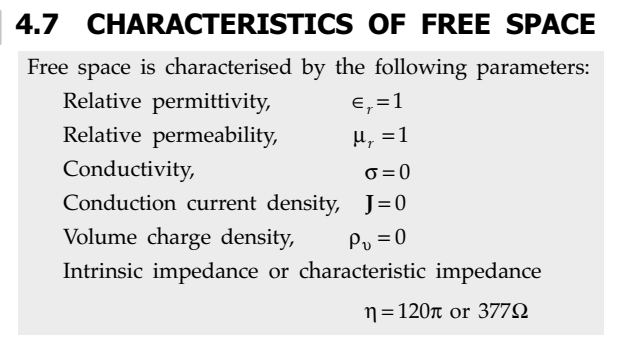 4.7 CHARACTERISTICS OF FREE SPACE
Free space is characterised by the following parameters:
Relative permittivity, ∈r=1
Relative permeability, μr =1
Conductivity, σ=0
Conduction current density, J=0
Volume charge density, ρυ=0
Intrinsic impedance or characteristic impedance
η=120π or 377Ω